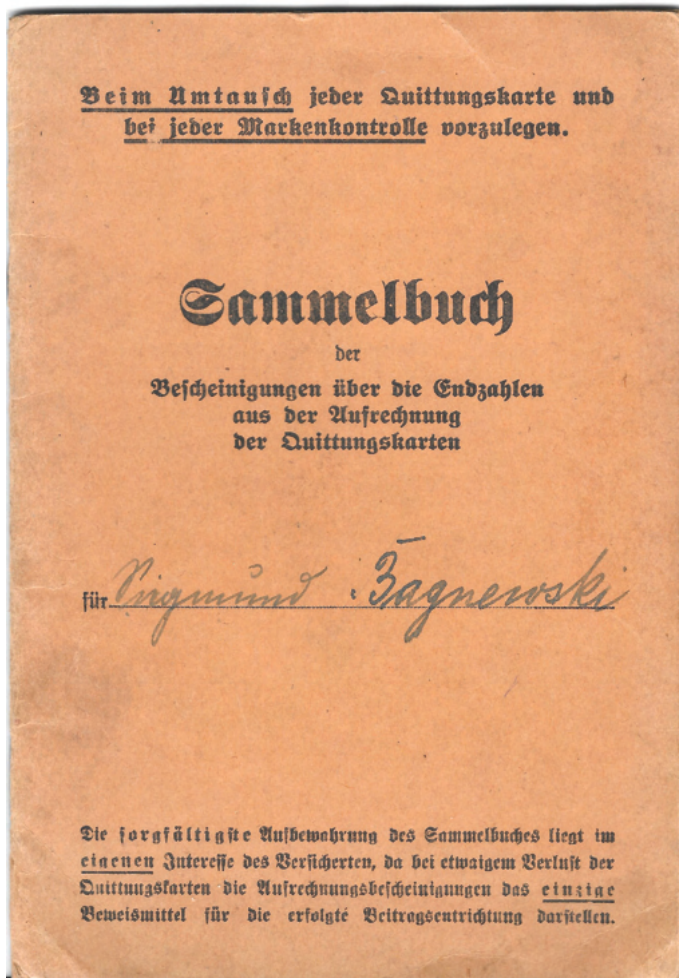 Beim Umtausch jeder Quittungskarte und
bei jeder Markenkontrolle vorzulegen.
Sammelbuch
der
Bescheinigungen über die Endzahlen
aus der Aufrechnung
der Quittungskarten
für Siegmund Zagnewski
Die sorgfältigste Aufbewahrung des Sammelbuches liegt im
eigenen Interesse des Versicherten, da bei etwaigem Verlust der
Quittungskarten die Aufrechnungsbescheinigungen das einzige
Beweismittel für die erfolgte Beitragsentrichtung darstellen.